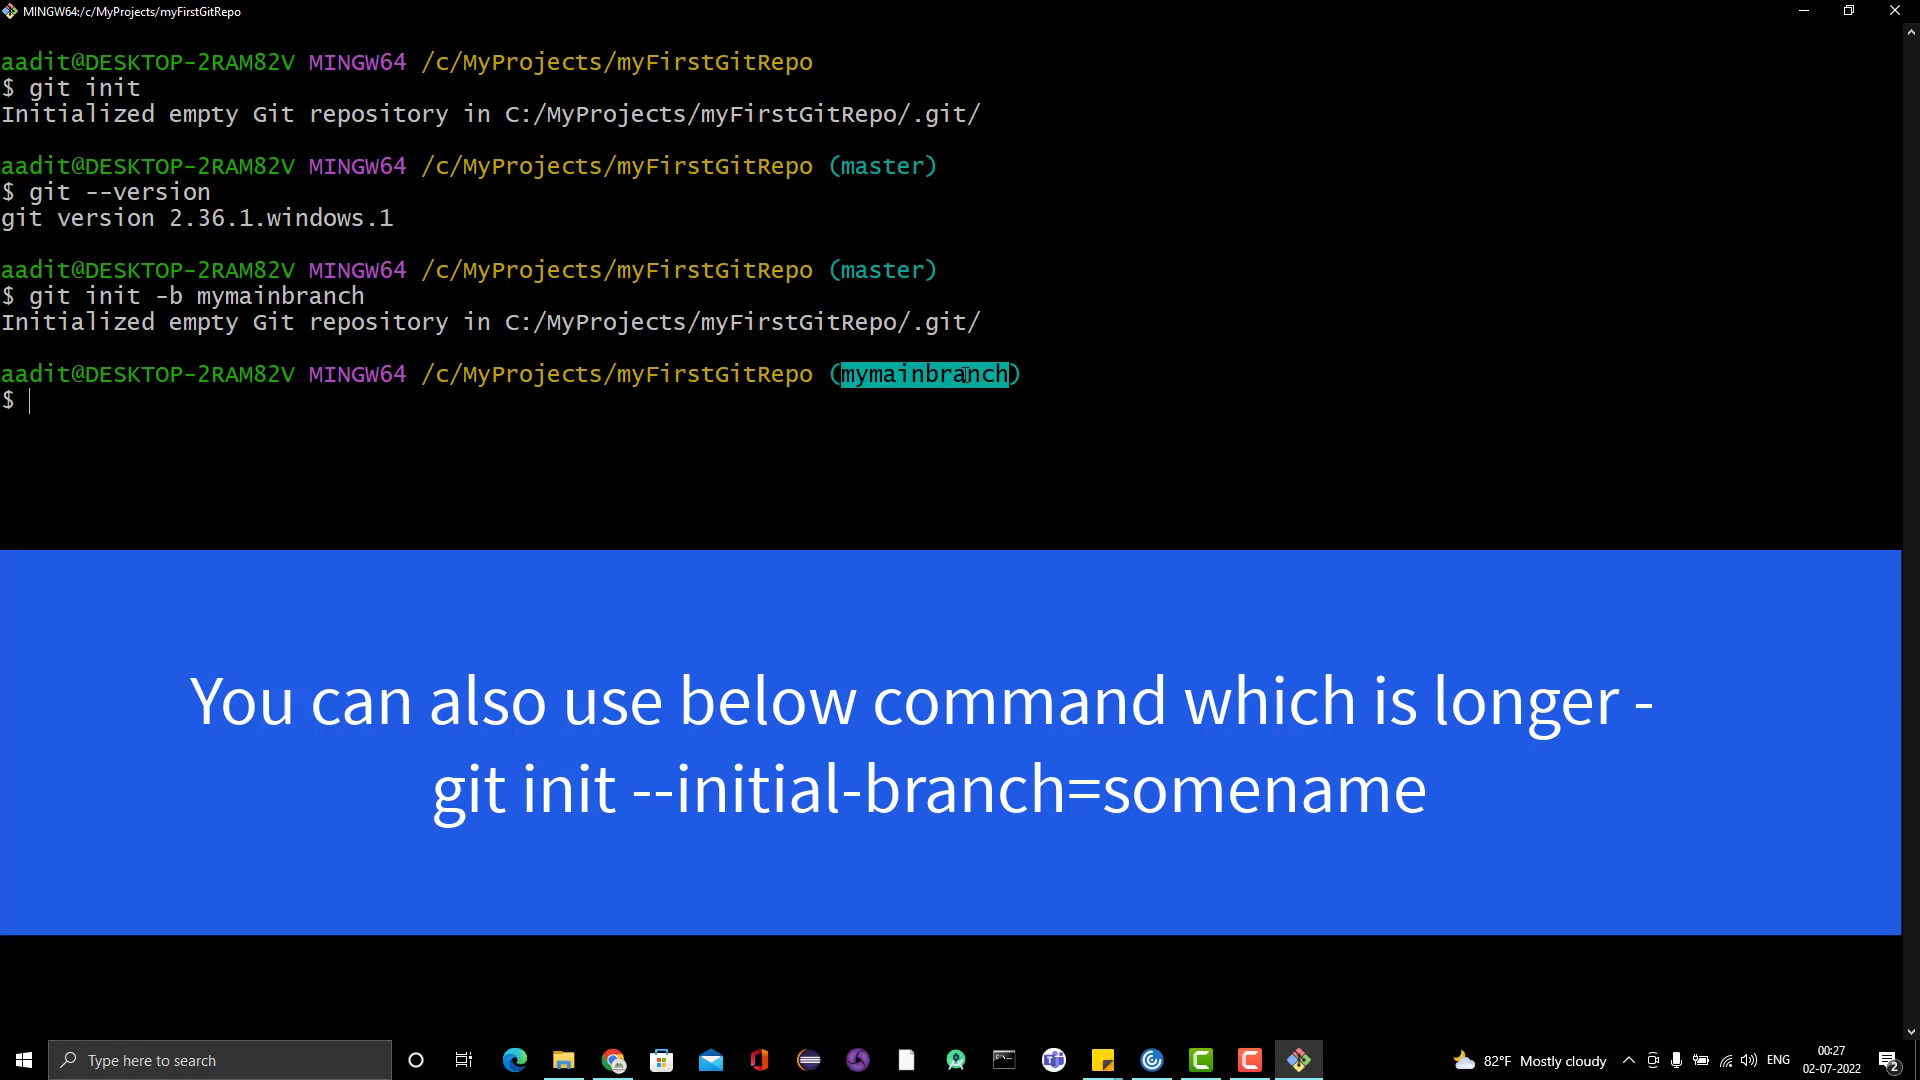 MINGW64:/c/MyProjects/myFirstGitRepo
aadit@DESKTOP-2RAM82V MINGW64 /c/MyProjects/myFirstGitRepo
$ git init
Initialized empty Git repository in C:/MyProjects/myFirstGitRepo/.git/
aadit@DESKTOP-2RAM82V MINGW64 /c/MyProjects/myFirstGitRepo (master)
$ git --version
git version 2.36.1.windows.1
aadit@DESKTOP-2RAM82V MINGW64 /c/MyProjects/myFirstGitRepo (master)
$ git init -b mymainbranch
Initialized empty Git repository in C:/MyProjects/myFirstGitRepo/.git/
aadit@DESKTOP-2RAM82V MINGW64 /c/MyProjects/myFirstGitRepo (mymainbranch)
$
You can also use below command which is longer -
git init --initial-branch=somename
Type here to search
82°F Mostly cloudy
ENG
00:27
02-07-2022
2